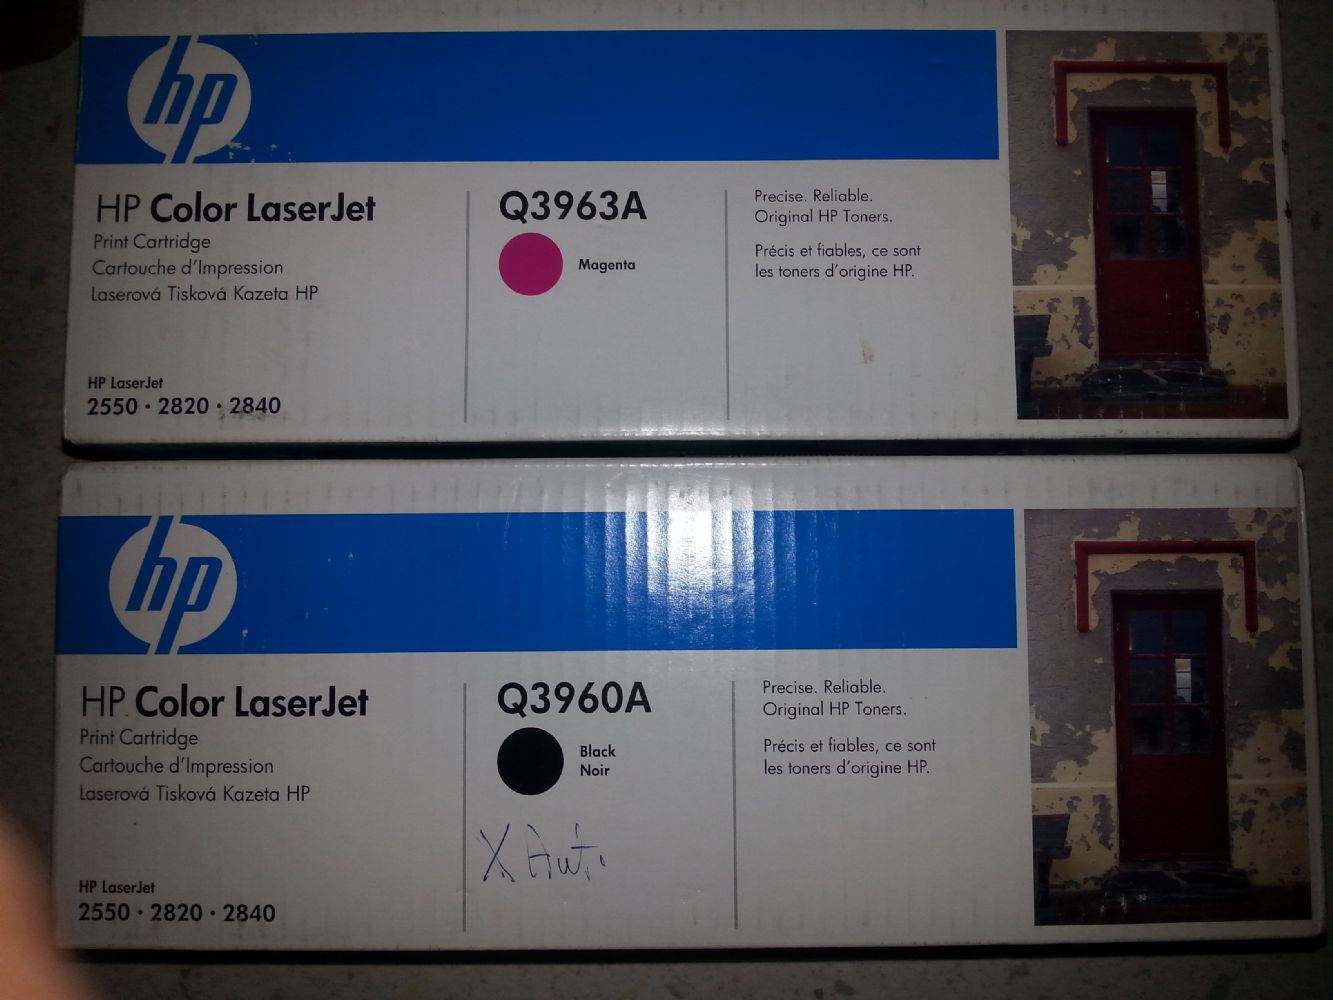 hp
HP Color LaserJet
Print Cartridge
Cartouche d'Impression
Laserová Tisková Kazeta HP
HP LaserJet
2550 · 2820 · 2840
Q3963A
Magenta
Precise. Reliable.
Original HP Toners.
Précis et fiables, ce sont
les toners d'origine HP.
hp
HP Color LaserJet
Print Cartridge
Cartouche d'Impression
Laserová Tisková Kazeta HP
HP LaserJet
2550 · 2820 · 2840
Q3960A
Black
Noir
Precise. Reliable.
Original HP Toners.
Précis et fiables, ce sont
les toners d'origine HP.